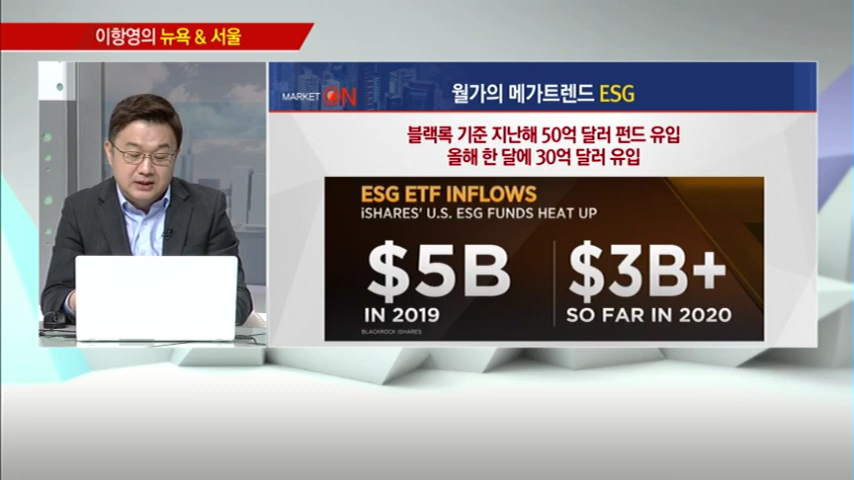 이항영의 뉴욕 & 서울
MARKET ON
월가의 메가트렌드 ESG
블랙록 기준 지난해 50억 달러 펀드 유입
올해 한 달에 30억 달러 유입
ESG ETF INFLOWS
iSHARES' U.S. ESG FUNDS HEAT UP
$5B
IN 2019
$3B+
SO FAR IN 2020
BLACKROCK ISHARES